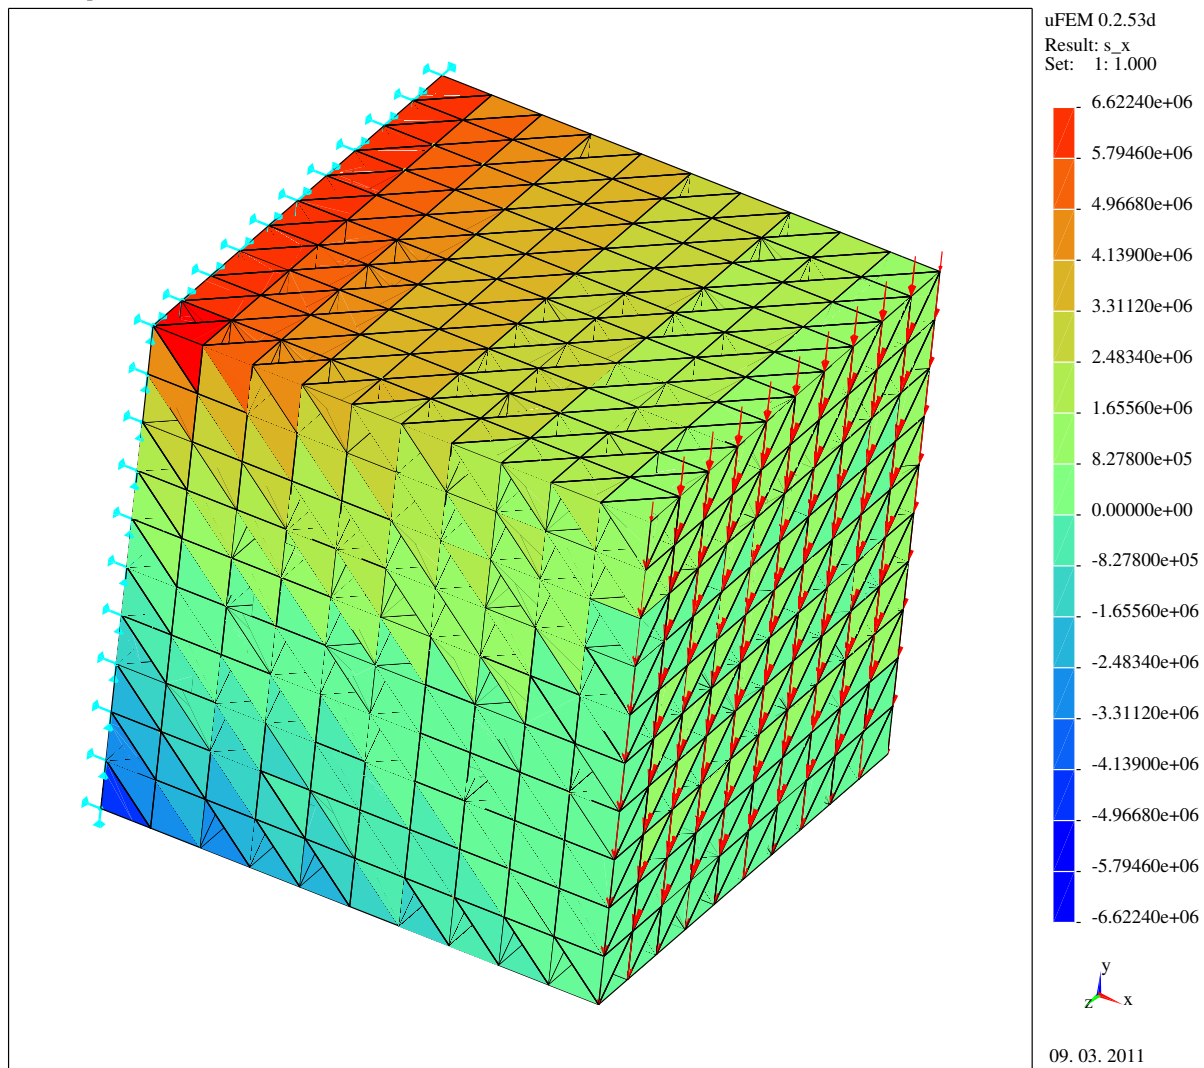 uFEM 0.2.53d
Result: s_x
Set: 1: 1.000
6.62240e+06
5.79460e+06
4.96680e+06
4.13900e+06
3.31120e+06
2.48340e+06
1.65560e+06
8.27800e+05
0.00000e+00
-8.27800e+05
-1.65560e+06
-2.48340e+06
-3.31120e+06
-4.13900e+06
-4.96680e+06
-5.79460e+06
-6.62240e+06
y
z x
09. 03. 2011